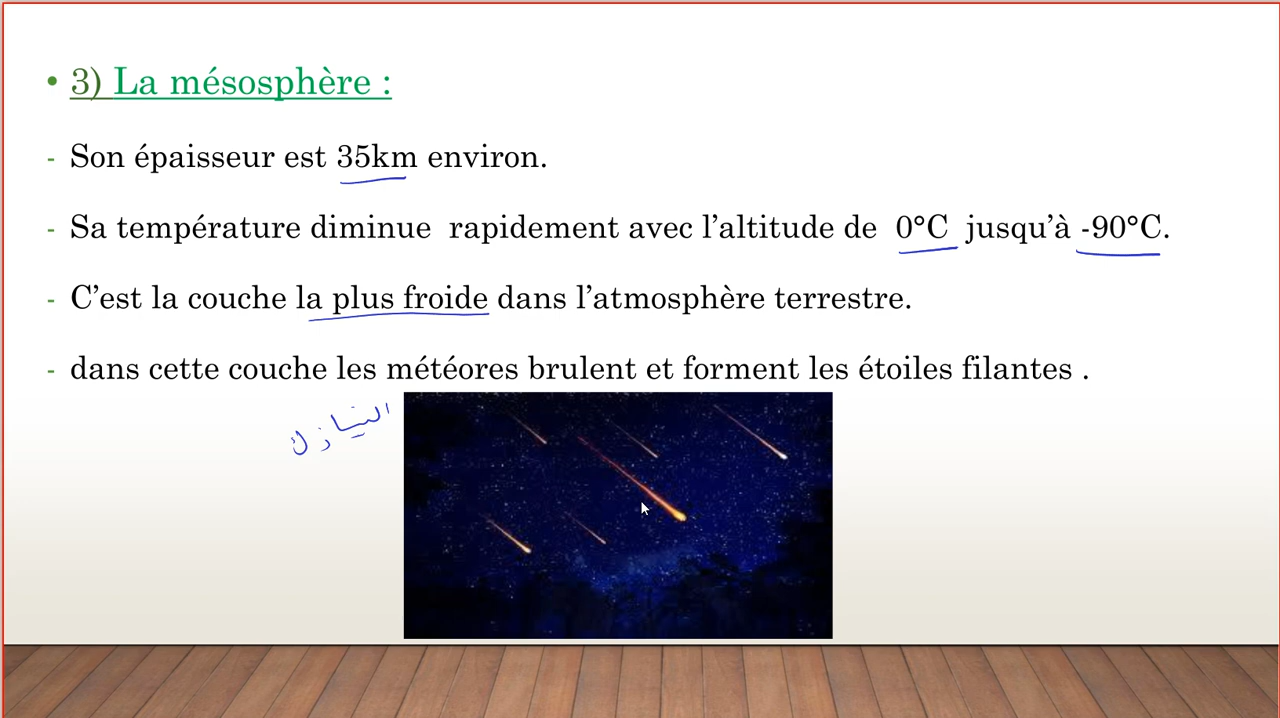 • 3) La mésosphère :
- Son épaisseur est 35km environ.
- Sa température diminue rapidement avec l’altitude de 0°C jusqu’à -90°C.
- C’est la couche la plus froide dans l’atmosphère terrestre.
- dans cette couche les météores brulent et forment les étoiles filantes .
النيازك